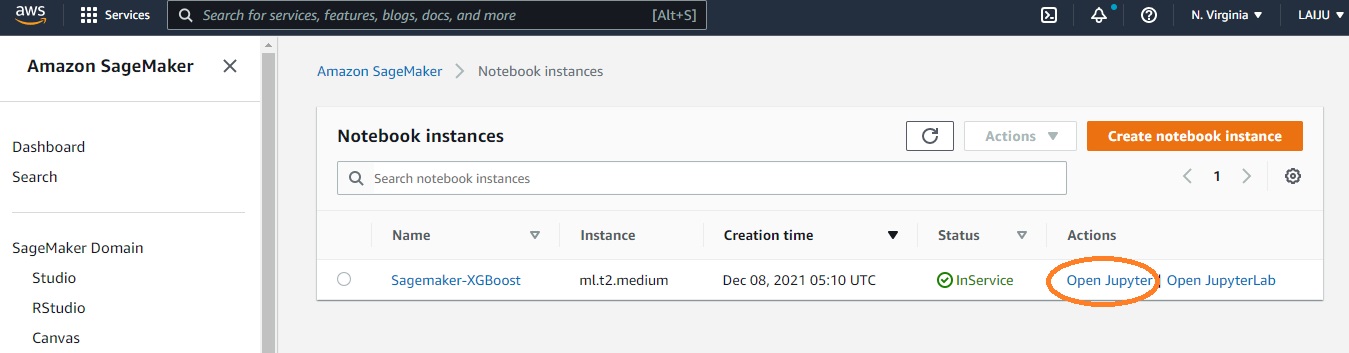 aws Services Search for services, features, blogs, docs, and more [Alt+S] N. Virginia LAIJU
Amazon SageMaker
Dashboard
Search
SageMaker Domain
Studio
RStudio
Canvas
Amazon SageMaker Notebook instances
Notebook instances Actions Create notebook instance
Search notebook instances 1
Name Instance Creation time Status Actions
Sagemaker-XGBoost ml.t2.medium Dec 08, 2021 05:10 UTC InService Open Jupyter | Open JupyterLab